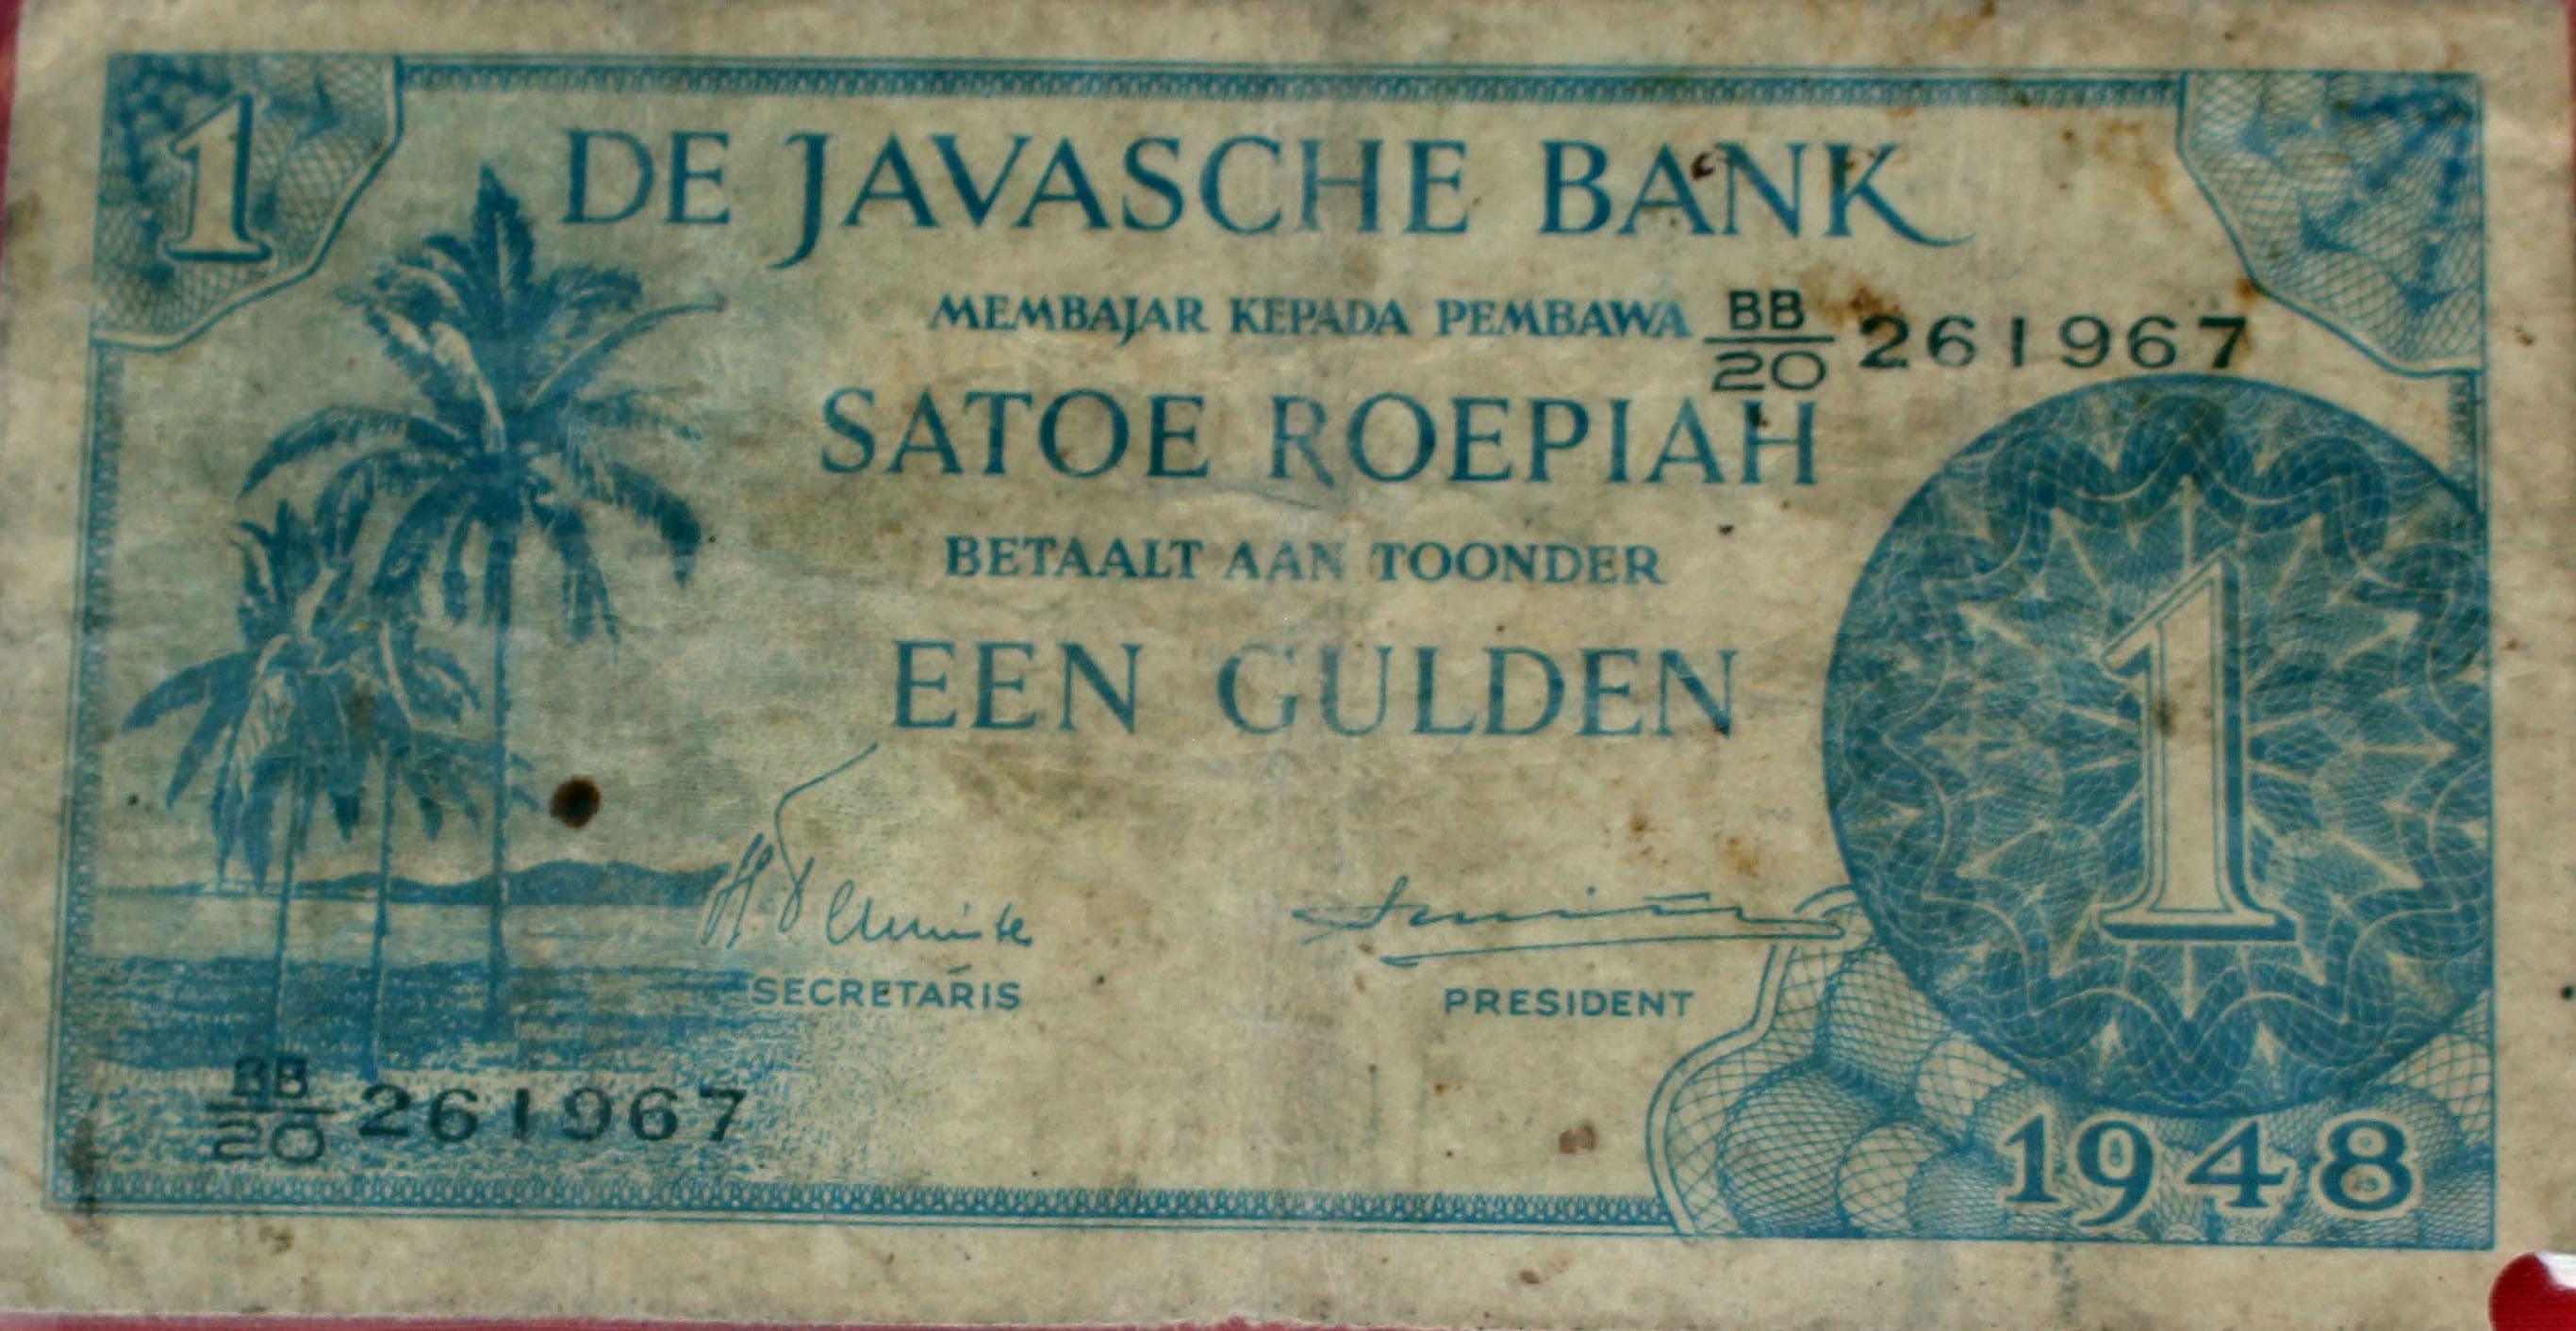 1
DE JAVASCHE BANK
MEMBAJAR KEPADA PEMBAWA
BB
20 261967
SATOE ROEPIAH
BETAALT AAN TOONDER
EEN GULDEN
1
SECRETARIS
PRESIDENT
BB
20 261967
1948